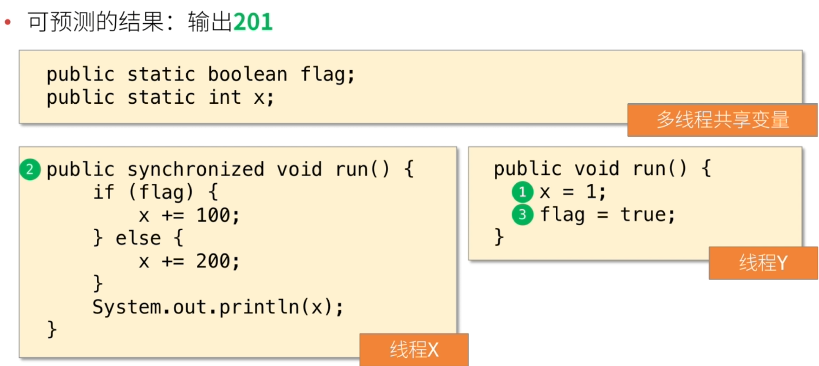 • 可预测的结果：输出201
public static boolean flag;
public static int x;
多线程共享变量
2 public synchronized void run() {
if (flag) {
x += 100;
} else {
x += 200;
}
System.out.println(x);
}
线程X
public void run() {
1 x = 1;
3 flag = true;
}
线程Y